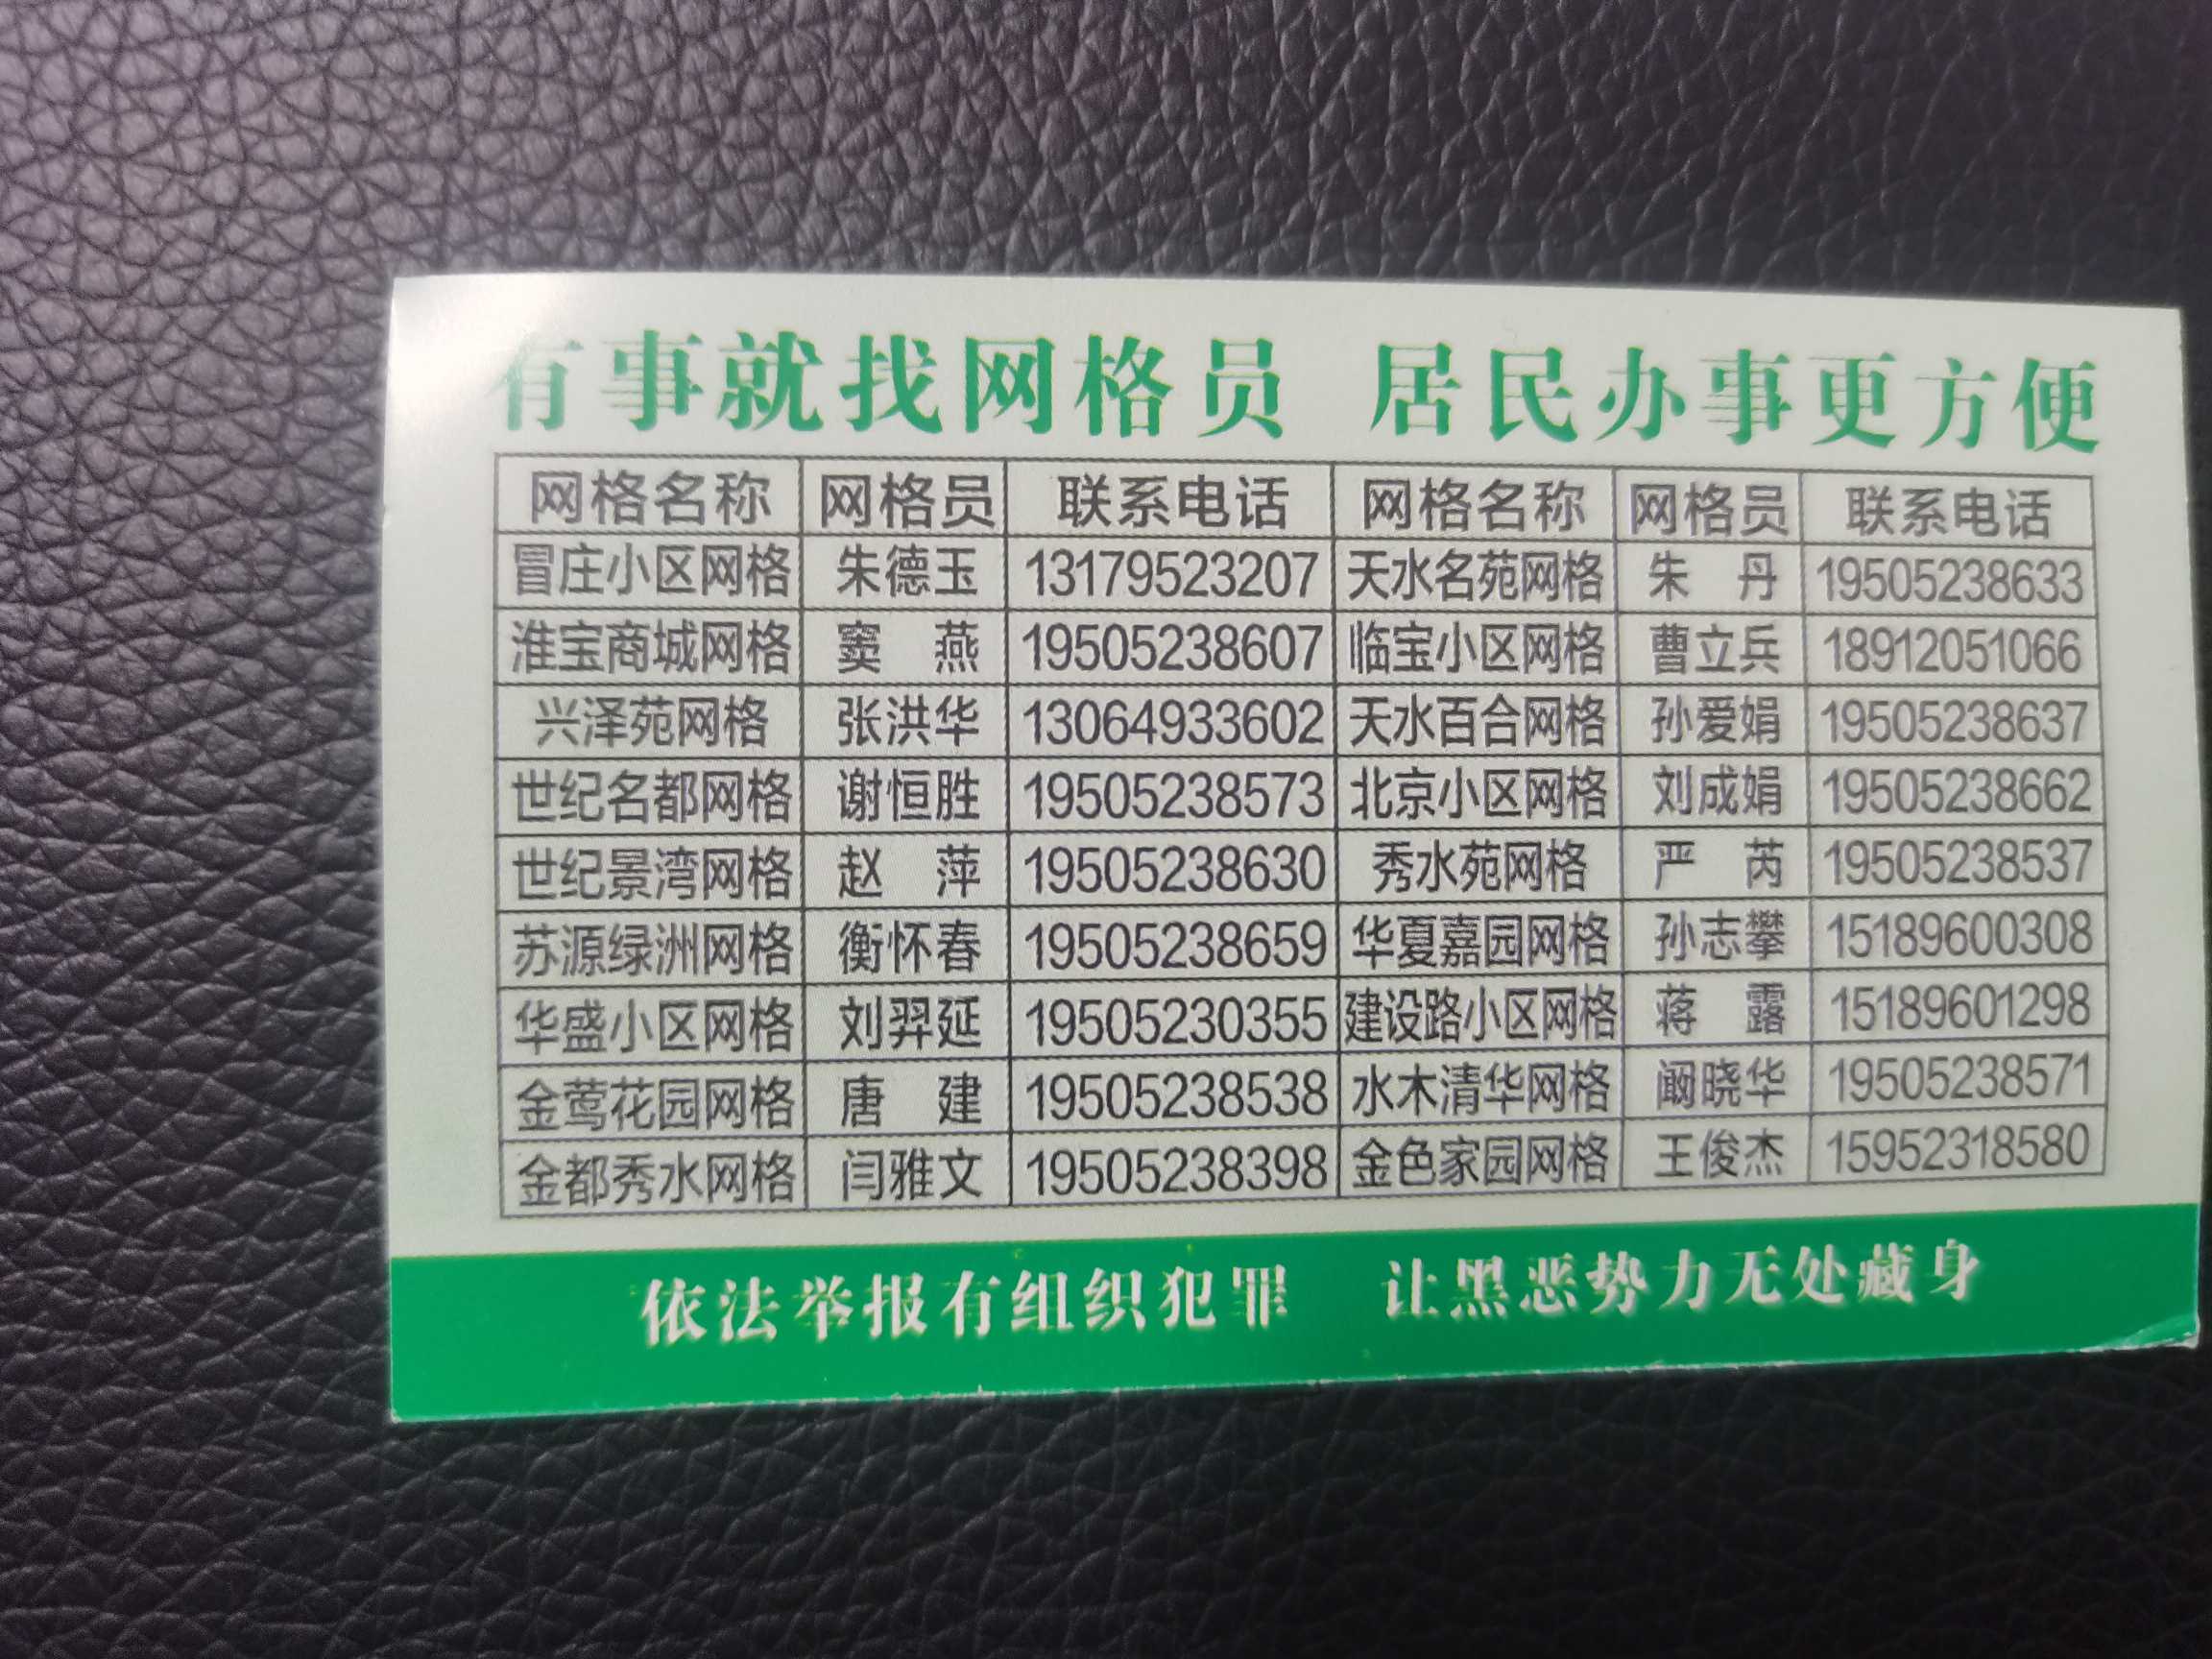 有事就找网格员 居民办事更方便
网格名称 网格员 联系电话 网格名称 网格员 联系电话
冒庄小区网格 朱德玉 13179523207 天水名苑网格 朱 丹 19505238633
淮宝商城网格 窦 燕 19505238607 临宝小区网格 曹立兵 18912051066
兴泽苑网格 张洪华 13064933602 天水百合网格 孙爱娟 19505238637
世纪名都网格 谢恒胜 19505238573 北京小区网格 刘成娟 19505238662
世纪景湾网格 赵 萍 19505238630 秀水苑网格 严 芮 19505238537
苏源绿洲网格 衡怀春 19505238659 华夏嘉园网格 孙志攀 15189600308
华盛小区网格 刘羿延 19505230355 建设路小区网格 蒋 露 15189601298
金莺花园网格 唐 建 19505238538 水木清华网格 阚晓华 19505238571
金都秀水网格 闫雅文 19505238398 金色家园网格 王俊杰 15952318580
依法举报有组织犯罪 让黑恶势力无处藏身